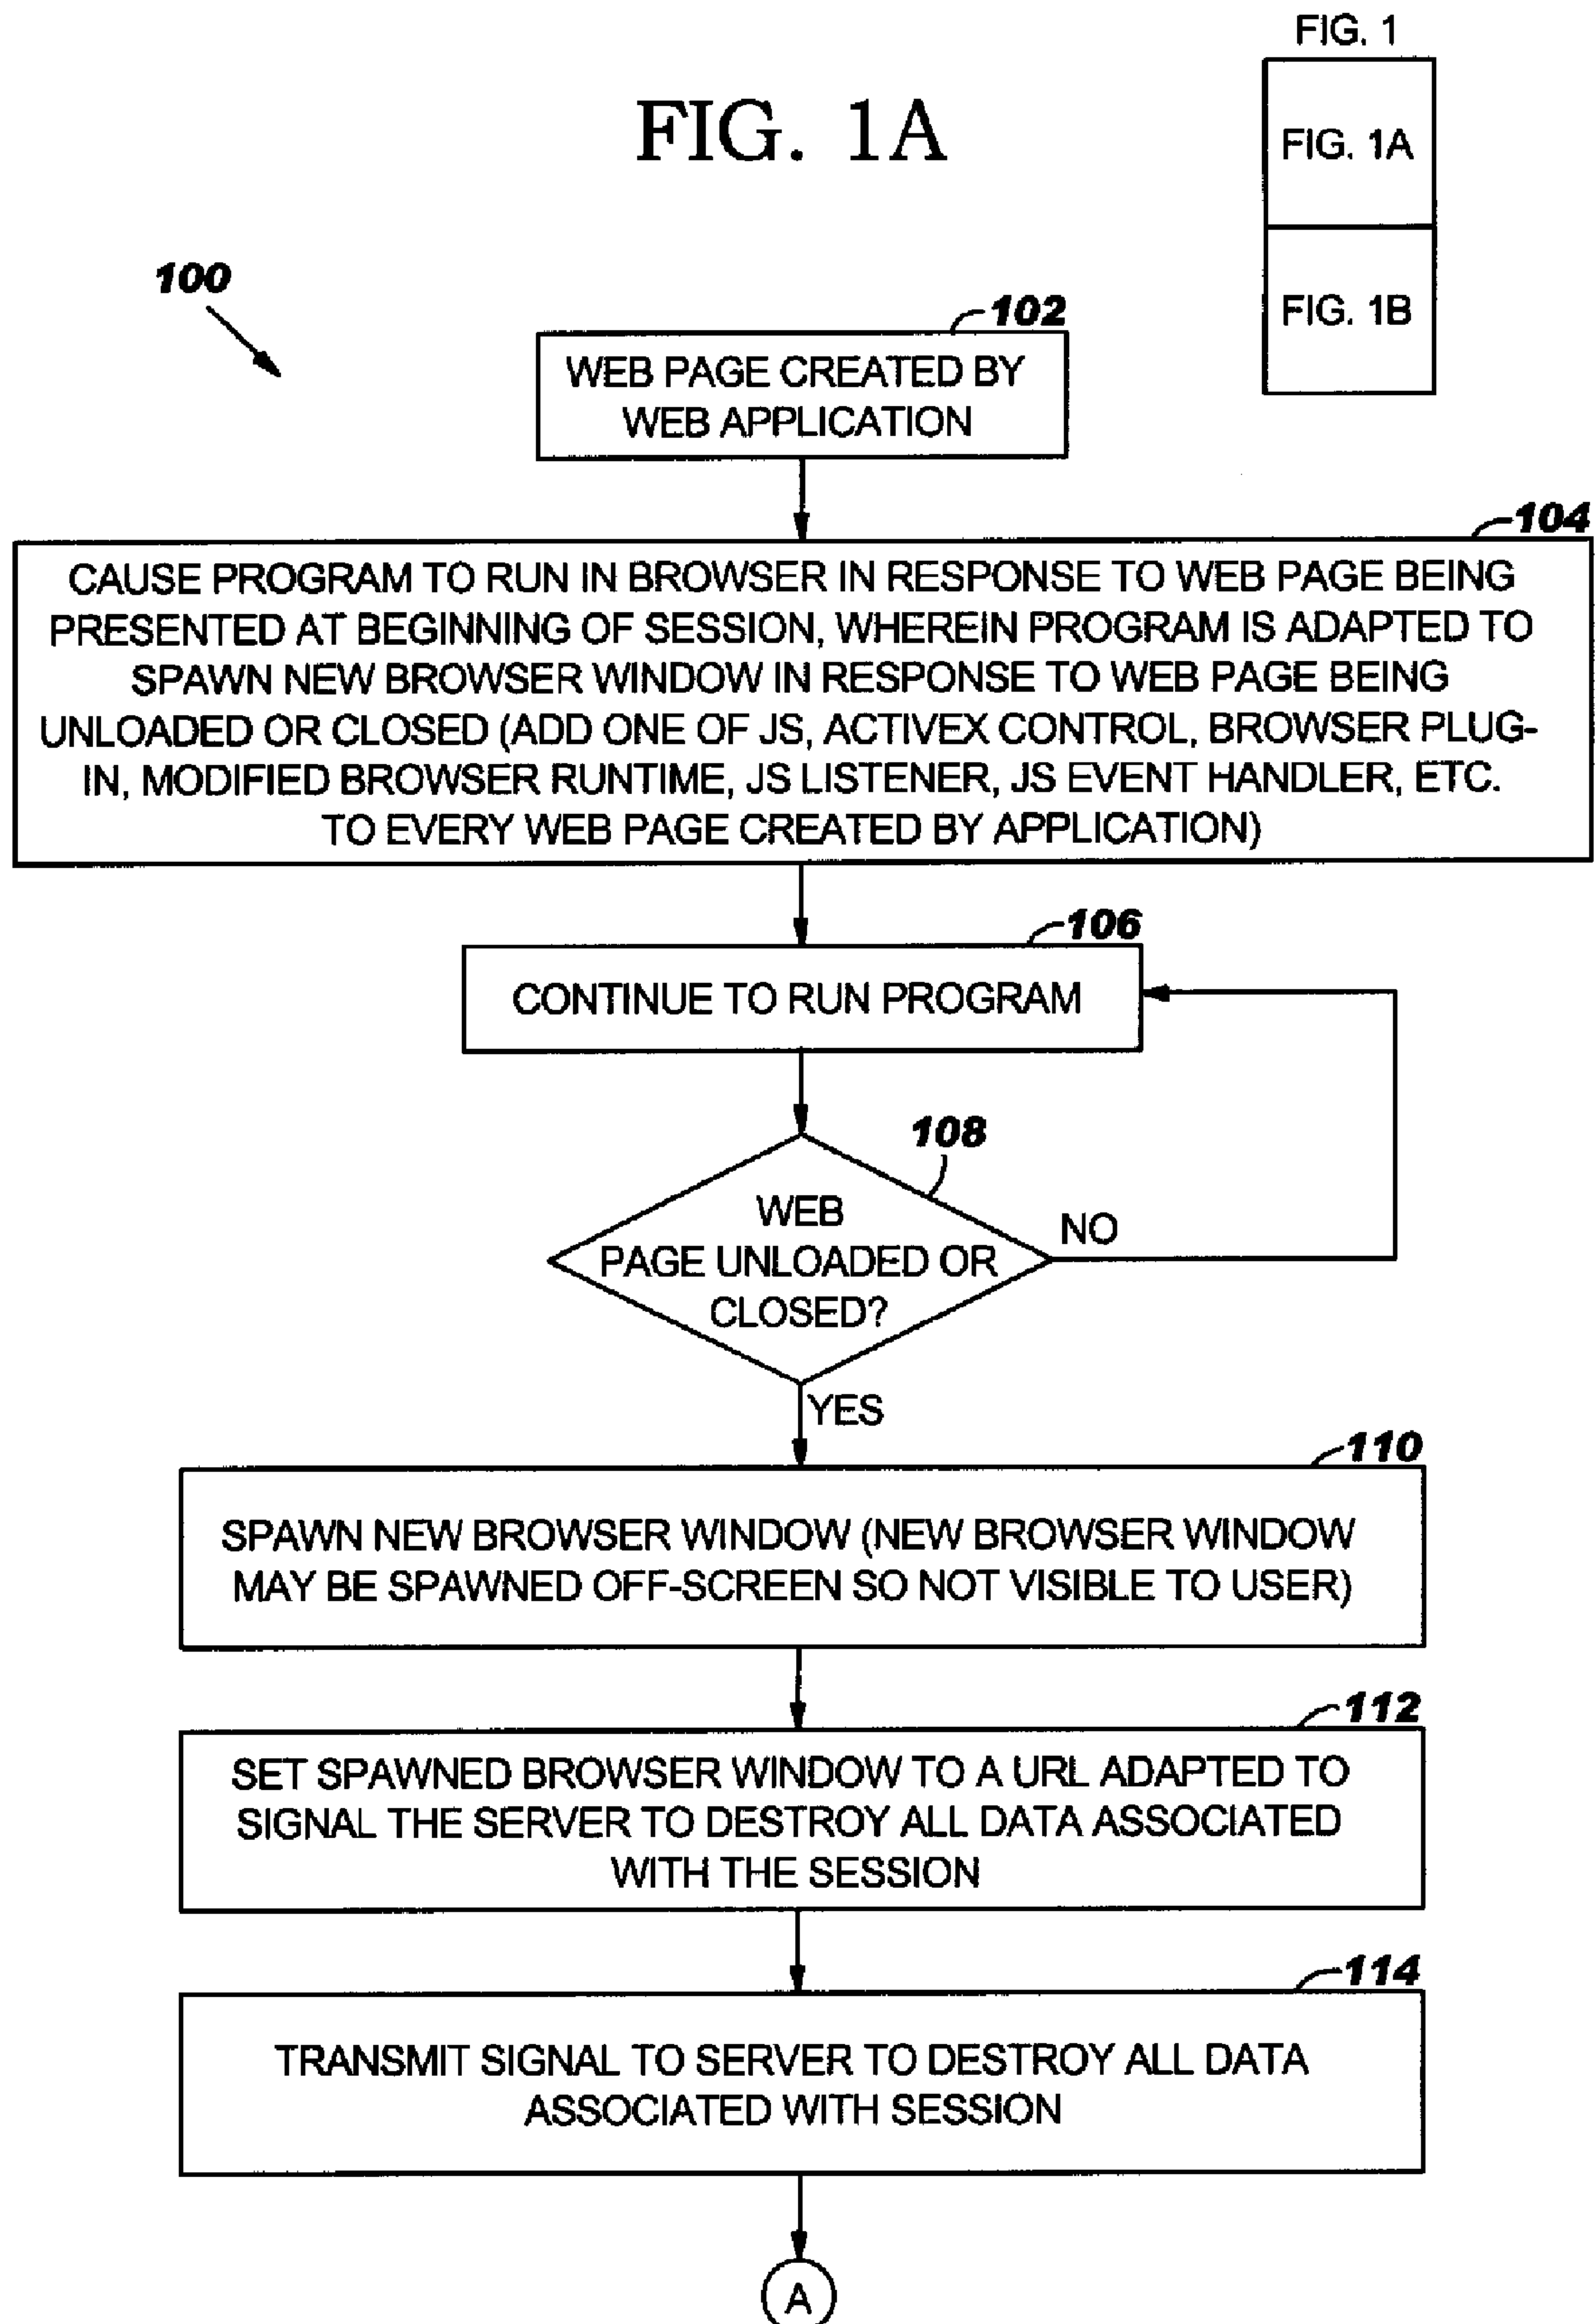 FIG. 1
FIG. 1A
FIG. 1A
FIG. 1B
100
102
WEB PAGE CREATED BY
WEB APPLICATION
104
CAUSE PROGRAM TO RUN IN BROWSER IN RESPONSE TO WEB PAGE BEING
PRESENTED AT BEGINNING OF SESSION, WHEREIN PROGRAM IS ADAPTED TO
SPAWN NEW BROWSER WINDOW IN RESPONSE TO WEB PAGE BEING
UNLOADED OR CLOSED (ADD ONE OF JS, ACTIVEX CONTROL, BROWSER PLUG-
IN, MODIFIED BROWSER RUNTIME, JS LISTENER, JS EVENT HANDLER, ETC.
TO EVERY WEB PAGE CREATED BY APPLICATION)
106
CONTINUE TO RUN PROGRAM
108
WEB
PAGE UNLOADED OR
CLOSED?
NO
YES
110
SPAWN NEW BROWSER WINDOW (NEW BROWSER WINDOW
MAY BE SPAWNED OFF-SCREEN SO NOT VISIBLE TO USER)
112
SET SPAWNED BROWSER WINDOW TO A URL ADAPTED TO
SIGNAL THE SERVER TO DESTROY ALL DATA ASSOCIATED
WITH THE SESSION
114
TRANSMIT SIGNAL TO SERVER TO DESTROY ALL DATA
ASSOCIATED WITH SESSION
A